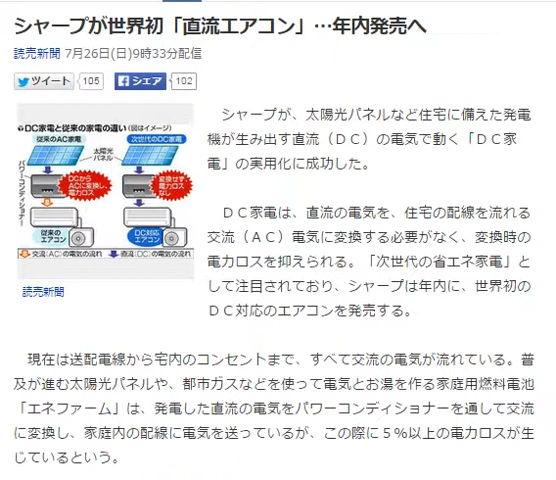 シャープが世界初「直流エアコン」…年内発売へ
読売新聞 7月26日(日)9時33分配信
ツイート 105 シェア 102
DC家電と従来の家電の違い(図はイメージ)
従来のAC家電
次世代のDC家電
太陽光
パネル
パワーコンディショナー
DCから
ACに変換し、
電力ロス
変換せず
電力ロス
なし
従来の
エアコン
DC対応
エアコン
交流(AC)の電気の流れ 直流(DC)の電気の流れ
読売新聞
シャープが、太陽光パネルなど住宅に備えた発電
機が生み出す直流(DC)の電気で動く「DC家
電」の実用化に成功した。
DC家電は、直流の電気を、住宅の配線を流れる
交流(AC)電気に変換する必要がなく、変換時の
電力ロスを抑えられる。「次世代の省エネ家電」と
して注目されており、シャープは年内に、世界初の
DC対応のエアコンを発売する。
現在は送配電線から宅内のコンセントまで、すべて交流の電気が流れている。普
及が進む太陽光パネルや、都市ガスなどを使って電気とお湯を作る家庭用燃料電池
「エネファーム」は、発電した直流の電気をパワーコンディショナーを通して交流
に変換し、家庭内の配線に電気を送っているが、この際に5%以上の電力ロスが生
じているという。